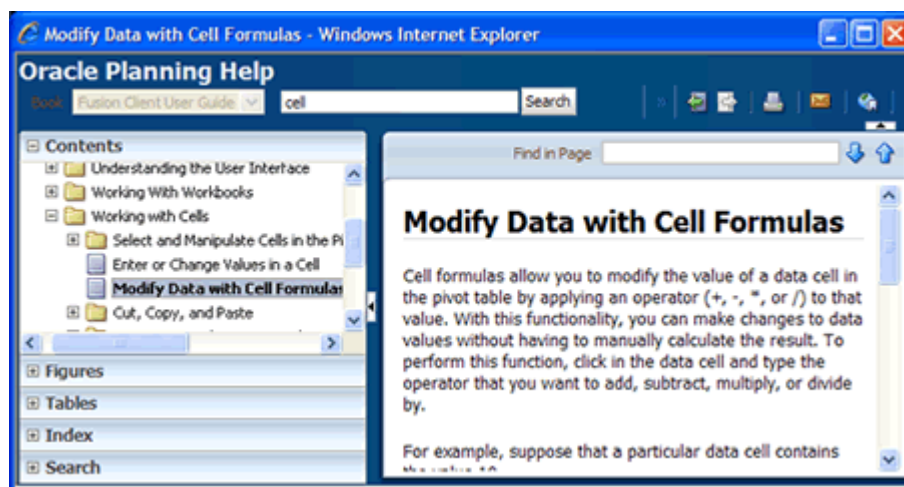 Modify Data with Cell Formulas - Windows Internet Explorer
Oracle Planning Help
Book Fusion Client User Guide cell Search
Contents
Understanding the User Interface
Working With Workbooks
Working with Cells
Select and Manipulate Cells in the Pi
Enter or Change Values in a Cell
Modify Data with Cell Formulas
Cut, Copy, and Paste
Figures
Tables
Index
Search
Find in Page
Modify Data with Cell Formulas
Cell formulas allow you to modify the value of a data cell in
the pivot table by applying an operator (+, -, *, or /) to that
value. With this functionality, you can make changes to data
values without having to manually calculate the result. To
perform this function, click in the data cell and type the
operator that you want to add, subtract, multiply, or divide
by.
For example, suppose that a particular data cell contains
the value 10